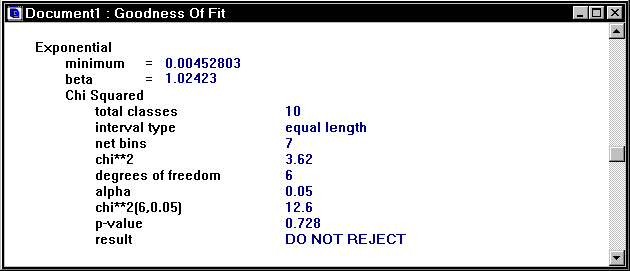 Document1 : Goodness Of Fit
Exponential
minimum = 0.00452803
beta = 1.02423
Chi Squared
total classes 10
interval type equal length
net bins 7
chi**2 3.62
degrees of freedom 6
alpha 0.05
chi**2(6,0.05) 12.6
p-value 0.728
result DO NOT REJECT